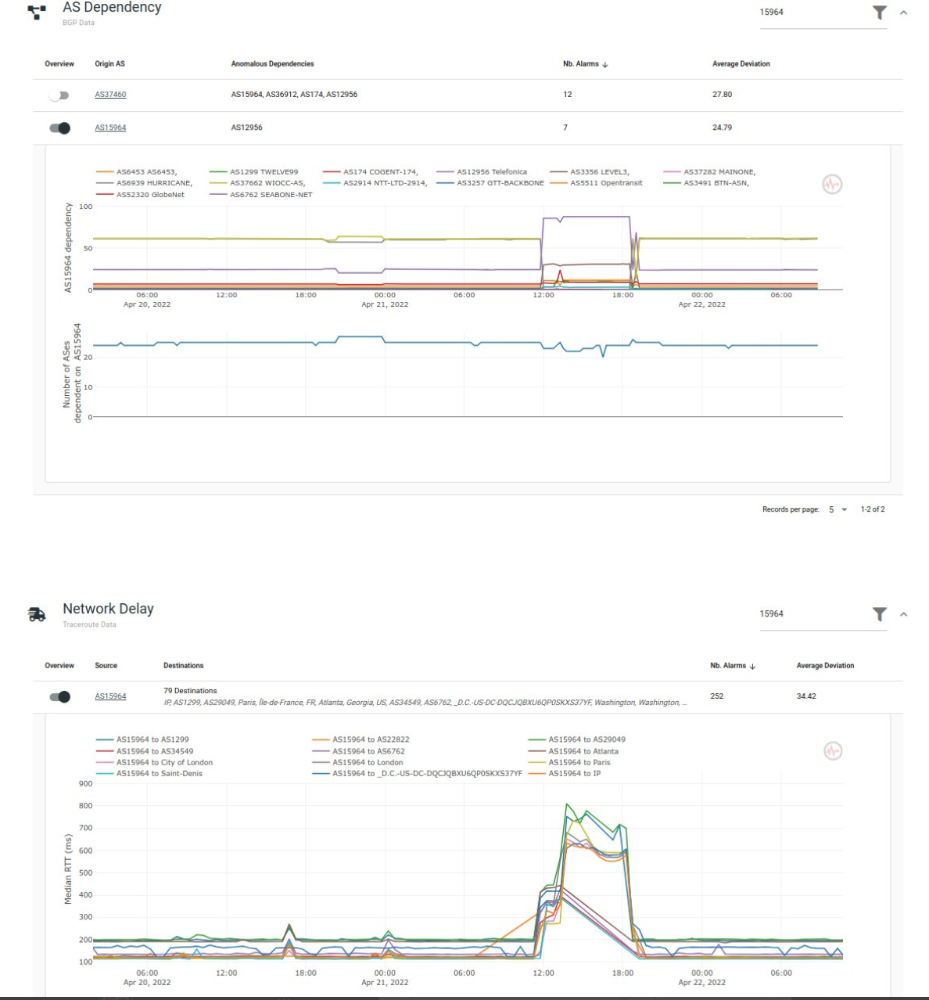 AS Dependency
BGP Data
15964
Overview Origin AS Anomalous Dependencies Nb. Alarms ↓ Average Deviation
AS37460 AS15964, AS36912, AS174, AS12956 12 27.80
AS15964 AS12956 7 24.79
AS6453 AS6453, AS1299 TWELVE99 AS174 COGENT-174, AS12956 Telefonica AS3356 LEVEL3, AS37282 MAINONE,
AS6939 HURRICANE, AS37662 WIOCC-AS, AS2914 NTT-LTD-2914, AS3257 GTT-BACKBONE AS5511 Opentransit AS3491 BTN-ASN,
AS52320 GlobeNet AS6762 SEABONE-NET
AS15964 dependency
100
50
0
06:00 12:00 18:00 00:00 06:00 12:00 18:00 00:00 06:00
Apr 20, 2022 Apr 21, 2022 Apr 22, 2022
Number of ASes
dependent on AS15964
20
10
0
Records per page: 5 1-2 of 2
Network Delay
Traceroute Data
15964
Overview Source Destinations Nb. Alarms ↓ Average Deviation
AS15964 79 Destinations 252 34.42
IP, AS1299, AS29049, Paris, Île-de-France, FR, Atlanta, Georgia, US, AS34549, AS6762, _D.C.-US-DC-DQCJQBXU6QP0SKXS37YF, Washington, Washington, ...
AS15964 to AS1299 AS15964 to AS22822 AS15964 to AS29049
AS15964 to AS34549 AS15964 to AS6762 AS15964 to Atlanta
AS15964 to City of London AS15964 to London AS15964 to Paris
AS15964 to Saint-Denis AS15964 to _D.C.-US-DC-DQCJQBXU6QP0SKXS37YF AS15964 to IP
Median RTT (ms)
900
800
700
600
500
400
300
200
100
06:00 12:00 18:00 00:00 06:00 12:00 18:00 00:00 06:00
Apr 20, 2022 Apr 21, 2022 Apr 22, 2022